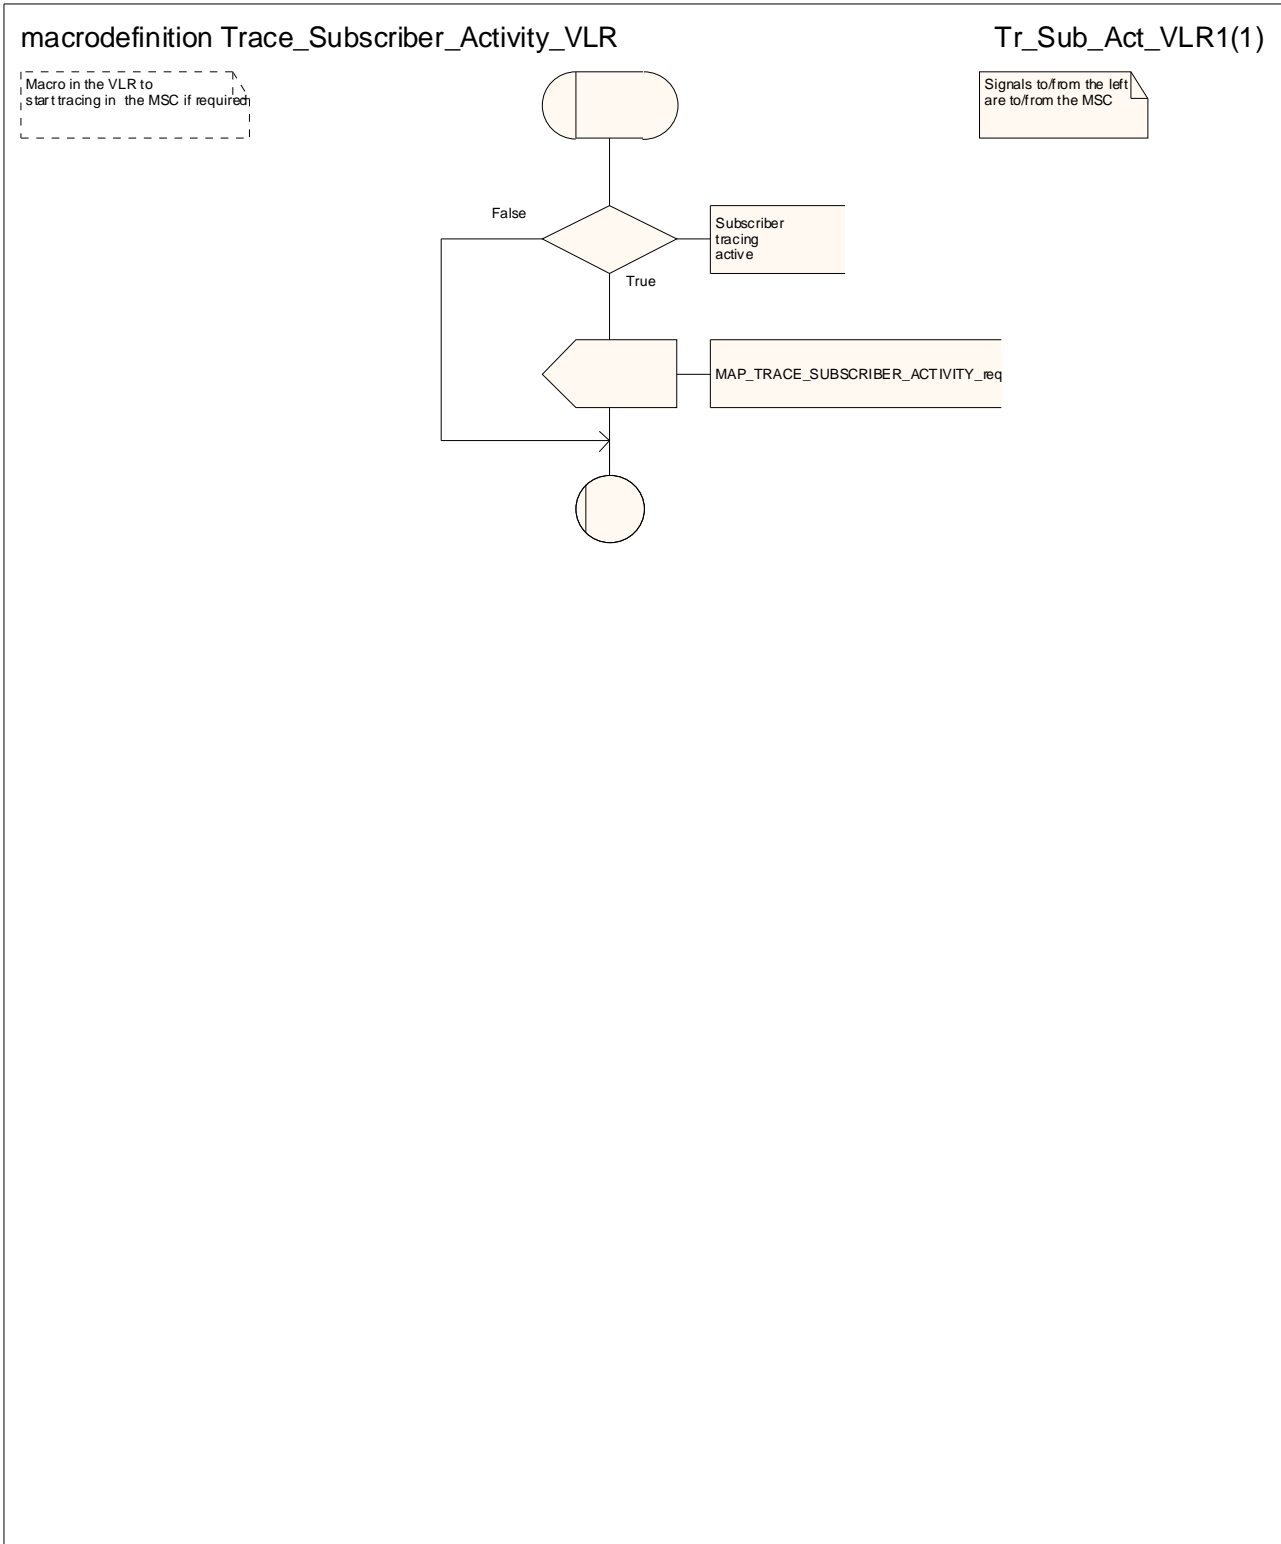 macrodefinition Trace_Subscriber_Activity_VLR
Tr_Sub_Act_VLR1(1)
Macro in the VLR to
start tracing in the MSC if required
Signals to/from the left
are to/from the MSC
False
Subscriber
tracing
active
True
MAP_TRACE_SUBSCRIBER_ACTIVITY_req